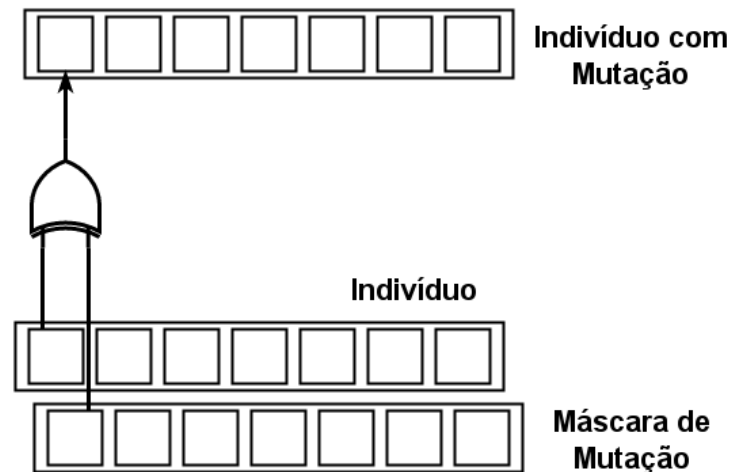 Indivíduo com
Mutação
Indivíduo
Máscara de
Mutação